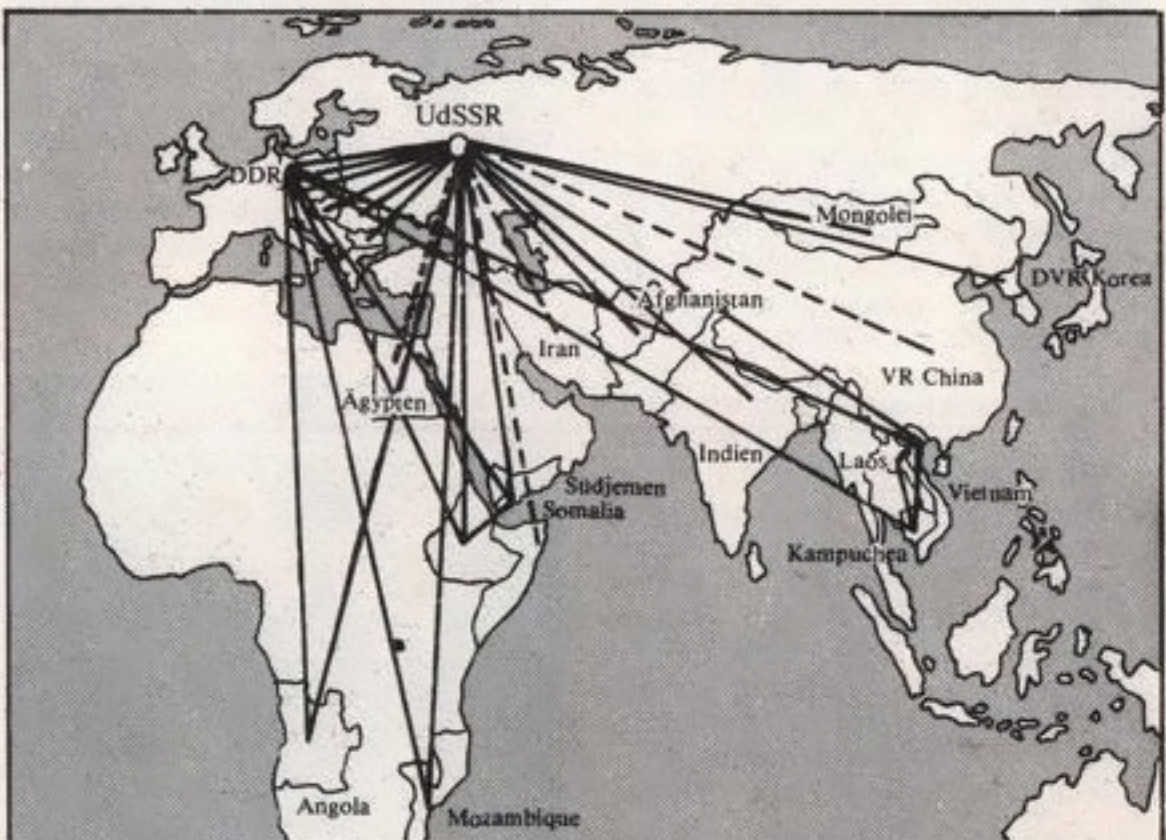 UdSSR
DDR
Mongolei
DVR Korea
Afghanistan
Iran
VR China
Ägypten
Indien
Laos
Südjemen
Vietnam
Somalia
Kampuchea
Angola
Mozambique